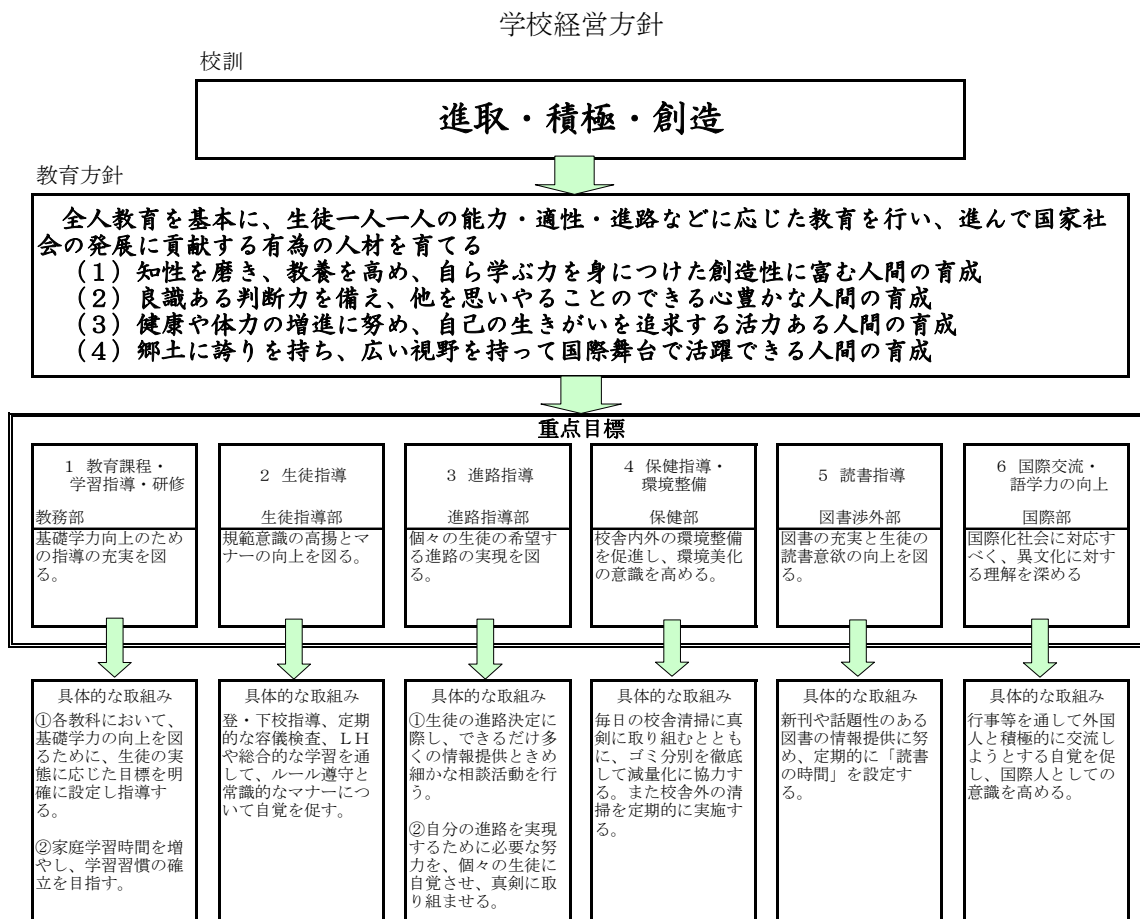 学校経営方針
校訓
進取・積極・創造
教育方針
全人教育を基本に、生徒一人一人の能力・適性・進路などに応じた教育を行い、進んで国家社
会の発展に貢献する有為の人材を育てる
（１）知性を磨き、教養を高め、自ら学ぶ力を身につけた創造性に富む人間の育成
（２）良識ある判断力を備え、他を思いやることのできる心豊かな人間の育成
（３）健康や体力の増進に努め、自己の生きがいを追求する活力ある人間の育成
（４）郷土に誇りを持ち、広い視野を持って国際舞台で活躍できる人間の育成
重点目標
１ 教育課程・
学習指導・研修
教務部
基礎学力向上のため
の指導の充実を図
る。
２ 生徒指導
生徒指導部
規範意識の高揚とマ
ナーの向上を図る。
３ 進路指導
進路指導部
個々の生徒の希望す
る進路の実現を図
る。
４ 保健指導・
環境整備
保健部
校舎内外の環境整備
を促進し、環境美化
の意識を高める。
５ 読書指導
図書渉外部
図書の充実と生徒の
読書意欲の向上を図
る。
６ 国際交流・
語学力の向上
国際部
国際化社会に対応す
べく、異文化に対す
る理解を深める
具体的な取組み
①各教科において、
基礎学力の向上を図
るために、生徒の実
態に応じた目標を明
確に設定し指導す
る。
②家庭学習時間を増
やし、学習習慣の確
立を目指す。
具体的な取組み
登・下校指導、定期
的な容儀検査、ＬＨ
や総合的な学習を通
して、ルール遵守と
常識的なマナーにつ
いて自覚を促す。
具体的な取組み
①生徒の進路決定に
際し、できるだけ多
くの情報提供ときめ
細かな相談活動を行
う。
②自分の進路を実現
するために必要な努
力を、個々の生徒に
自覚させ、真剣に取
り組ませる。
具体的な取組み
毎日の校舎清掃に真
剣に取り組むととも
に、ゴミ分別を徹底
して減量化に協力す
る。また校舎外の清
掃を定期的に実施す
る。
具体的な取組み
新刊や話題性のある
図書の情報提供に努
め、定期的に「読書
の時間」を設定す
る。
具体的な取組み
行事等を通して外国
人と積極的に交流し
ようとする自覚を促
し、国際人としての
意識を高める。